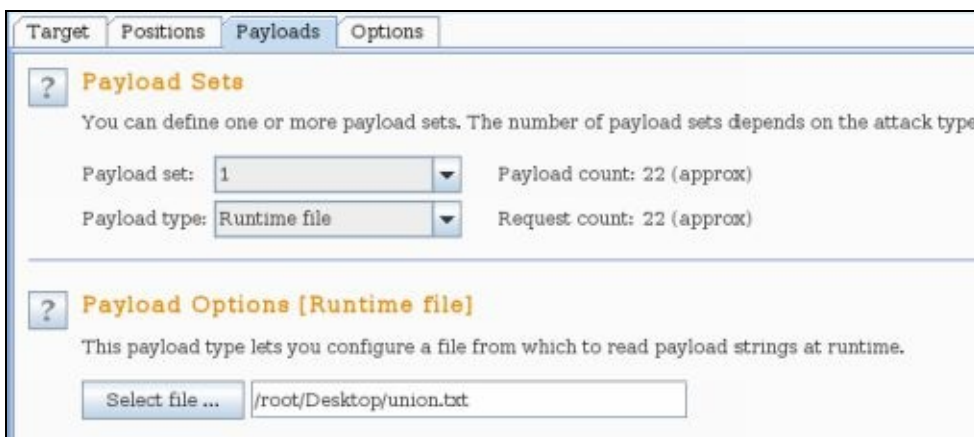 Target Positions Payloads Options
? Payload Sets
You can define one or more payload sets. The number of payload sets depends on the attack type
Payload set: 1 Payload count: 22 (approx)
Payload type: Runtime file Request count: 22 (approx)
? Payload Options [Runtime file]
This payload type lets you configure a file from which to read payload strings at runtime.
Select file ... /root/Desktop/union.txt